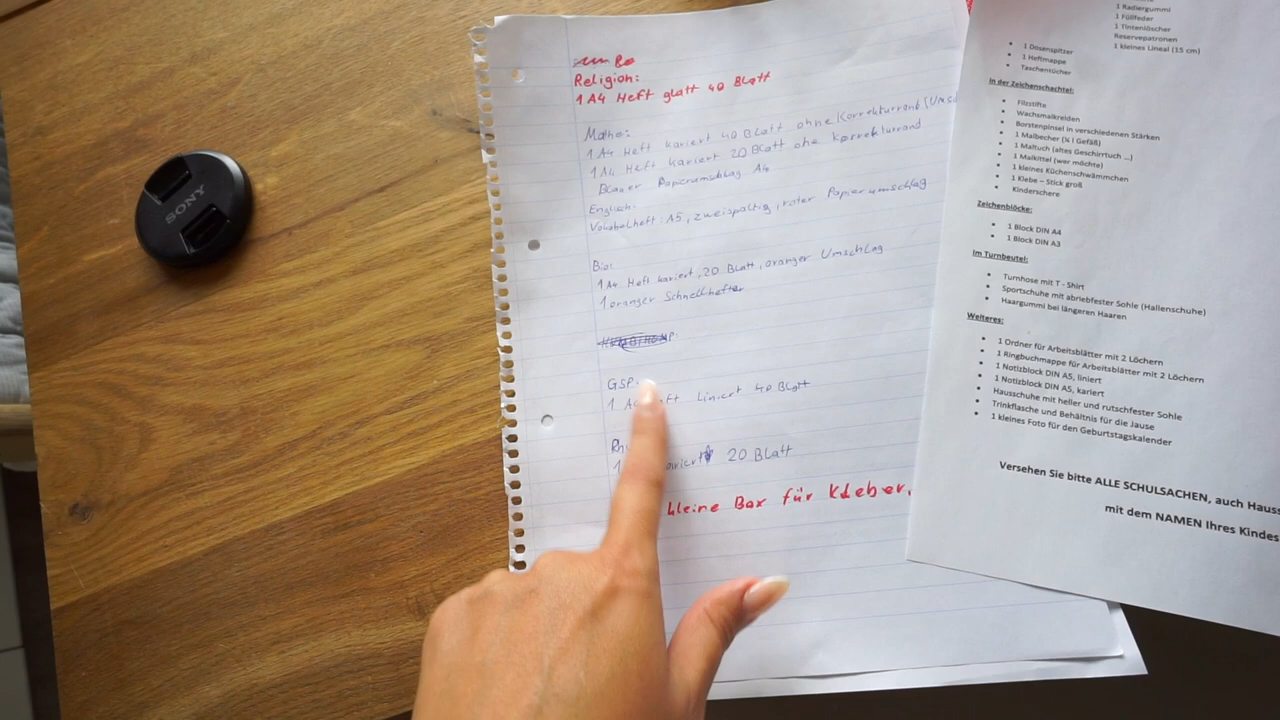 SONY
Religion:
1 A4 Heft glatt 40 Blatt
Mathe:
1 A4 Heft kariert 40 Blatt ohne Korrekturrand (Umsc
1 A4 Heft kariert 20 Blatt ohe Korrekturrand
Blauer Papierumschlag A4
Englisch:
Vokabelheft: A5, zweispaltig, roter Papierumschlag
Bio:
1 A4 Heft kariert, 20 Blatt, oranger Umschlag
1 oranger Schnellhefter
GSP:
1 liniert 40 Blatt
1 20 Blatt
kleine Box für Kleber.
1 Radiergummi
1 Füllfeder
1 Tintenlöscher
Reservepatronen
1 kleines Lineal (15 cm)
1 Dosenspitzer
1 Heftmappe
Taschentücher
In der Zeichenschachtel:
Filzstifte
Wachsmalkreiden
Borstenpinsel in verschiedenen Stärken
1 Malbecher (¼ l Gefäß)
1 Maltuch (altes Geschirrtuch ...)
1 Malkittel (wer möchte)
1 kleines Küchenschwämmchen
1 Klebe – Stick groß
Kinderschere
Zeichenblöcke:
1 Block DIN A4
1 Block DIN A3
Im Turnbeutel:
Turnhose mit T - Shirt
Sportschuhe mit abriebfester Sohle (Hallenschuhe)
Haargummi bei längeren Haaren
Weiteres:
1 Ordner für Arbeitsblätter mit 2 Löchern
1 Ringbuchmappe für Arbeitsblätter mit 2 Löchern
1 Notizblock DIN A5, liniert
1 Notizblock DIN A5, kariert
Hausschuhe mit heller und rutschfester Sohle
Trinkflasche und Behältnis für die Jause
1 kleines Foto für den Geburtstagskalender
Versehen Sie bitte ALLE SCHULSACHEN, auch Hauss
mit dem NAMEN Ihres Kindes